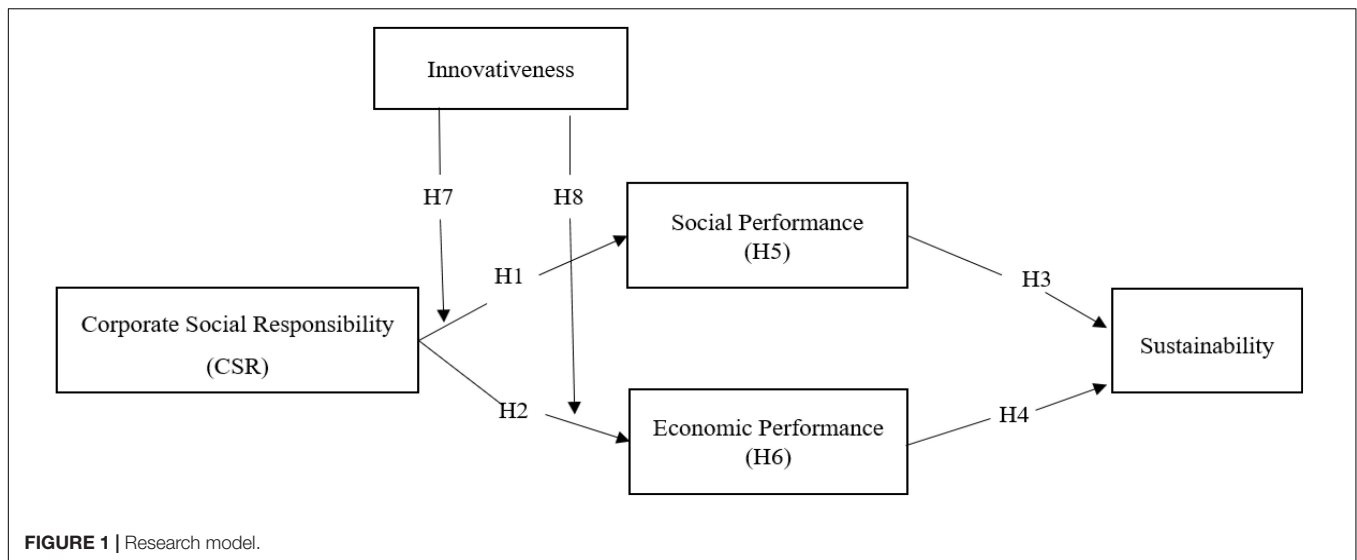 Innovativeness
H7
H8
Social Performance
(H5)
H1
H3
Corporate Social Responsibility
(CSR)
Sustainability
H2
Economic Performance
(H6)
H4
FIGURE 1 | Research model.